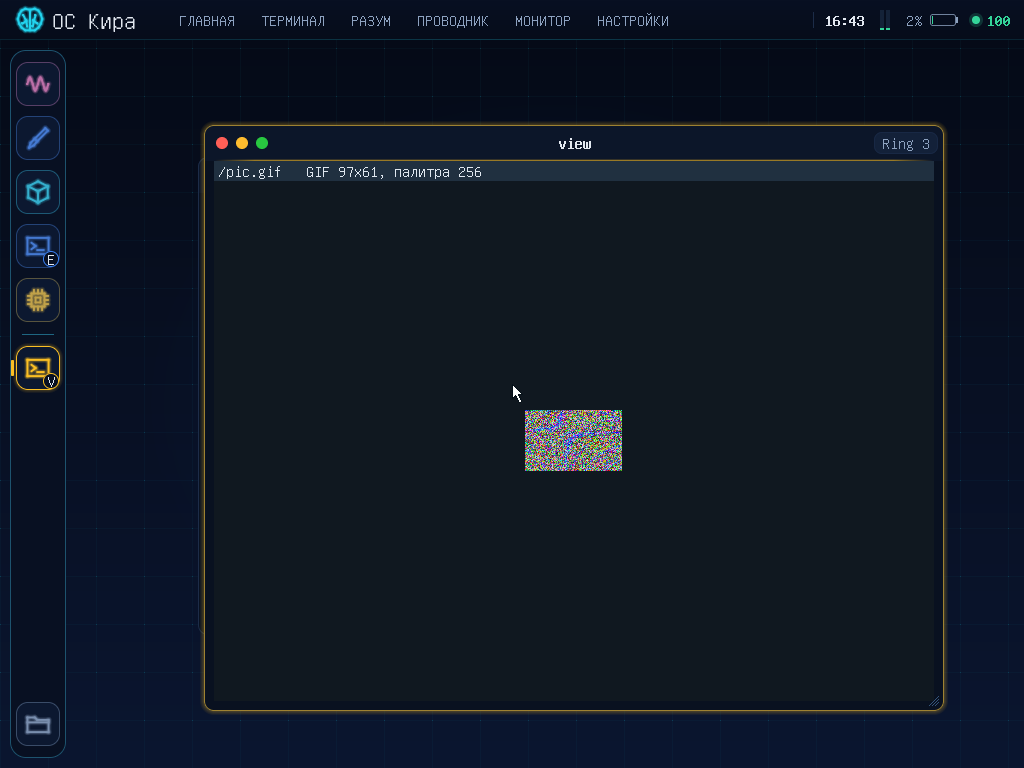 ОС Кира
ГЛАВНАЯ ТЕРМИНАЛ РАЗУМ ПРОВОДНИК МОНИТОР НАСТРОЙКИ
16:43 2% 100
view
Ring 3
/pic.gif GIF 97x61, палитра 256
E
V